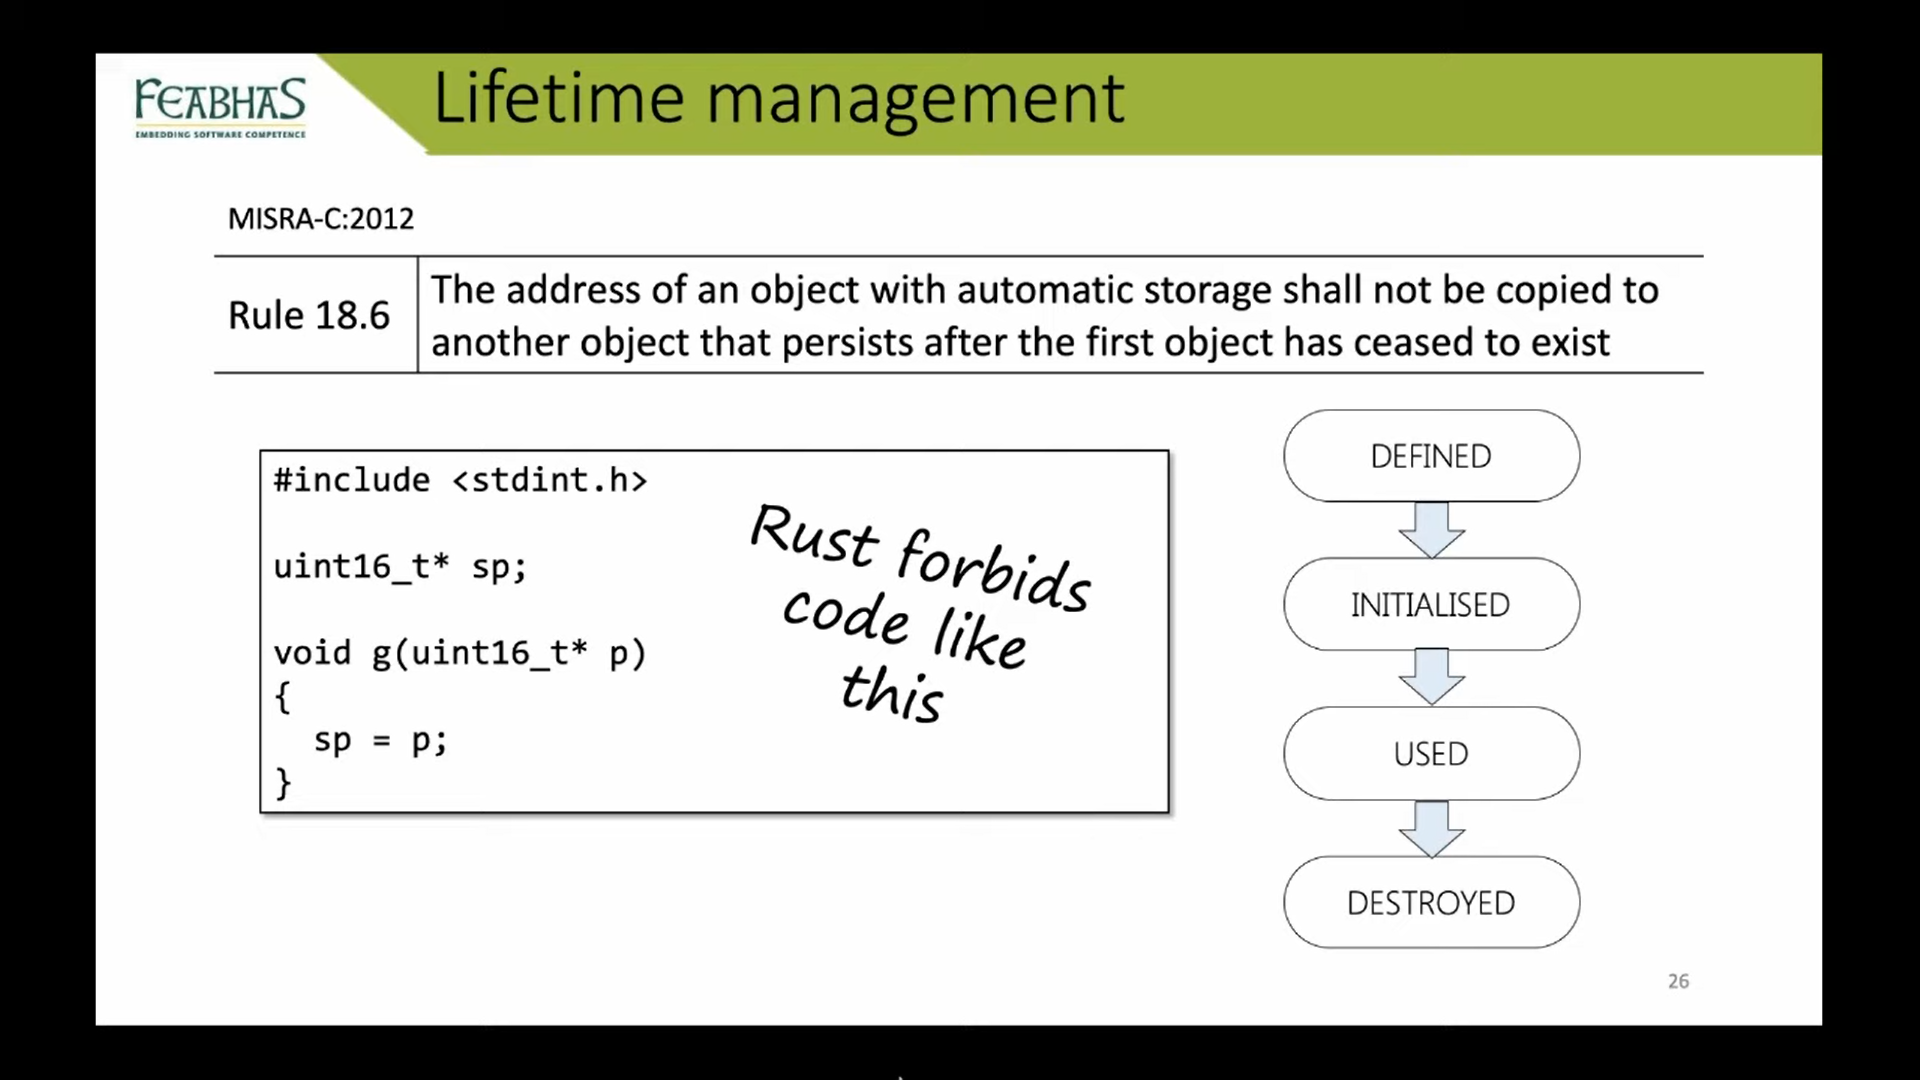 FEABHAS
EMBEDDING SOFTWARE COMPETENCE
Lifetime management
MISRA-C:2012
Rule 18.6
The address of an object with automatic storage shall not be copied to
another object that persists after the first object has ceased to exist
#include <stdint.h>
uint16_t* sp;
void g(uint16_t* p)
{
sp = p;
}
Rust forbids
code like
this
DEFINED
INITIALISED
USED
DESTROYED
26